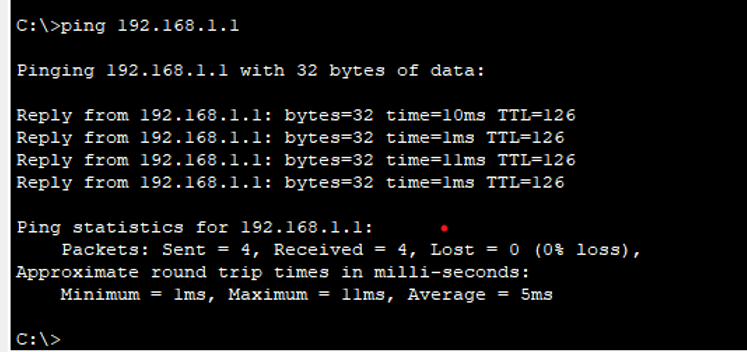 C:\>ping 192.168.1.1
Pinging 192.168.1.1 with 32 bytes of data:
Reply from 192.168.1.1: bytes=32 time=10ms TTL=126
Reply from 192.168.1.1: bytes=32 time=1ms TTL=126
Reply from 192.168.1.1: bytes=32 time=11ms TTL=126
Reply from 192.168.1.1: bytes=32 time=1ms TTL=126
Ping statistics for 192.168.1.1:
Packets: Sent = 4, Received = 4, Lost = 0 (0% loss),
Approximate round trip times in milli-seconds:
Minimum = 1ms, Maximum = 11ms, Average = 5ms
C:\>